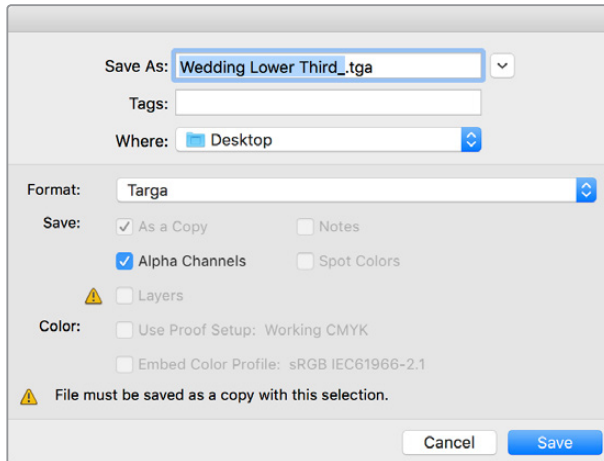 Save As: Wedding Lower Third_.tga
Tags:
Where: Desktop
Format: Targa
Save: As a Copy Notes
Alpha Channels Spot Colors
Layers
Color: Use Proof Setup: Working CMYK
Embed Color Profile: sRGB IEC61966-2.1
File must be saved as a copy with this selection.
Cancel Save